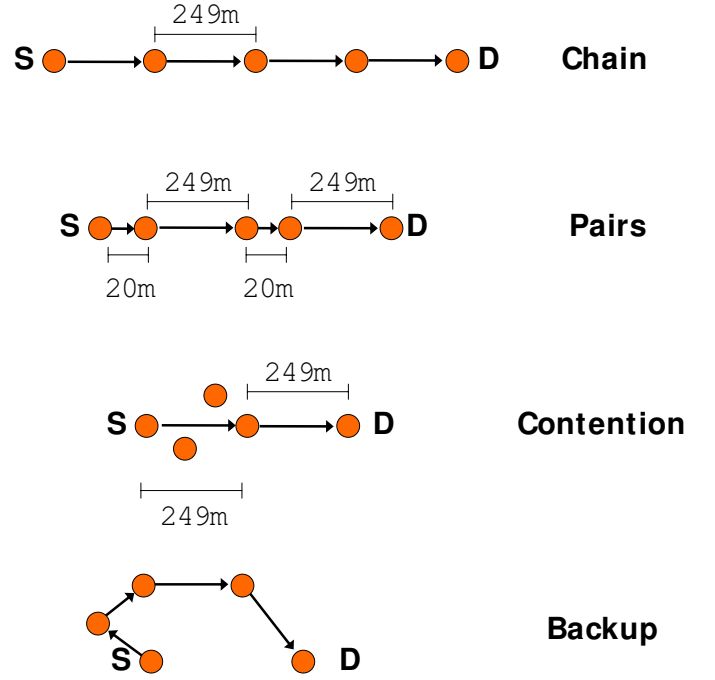 249m
S D Chain
249m 249m
S D Pairs
20m 20m
249m
S D Contention
249m
Backup
S D